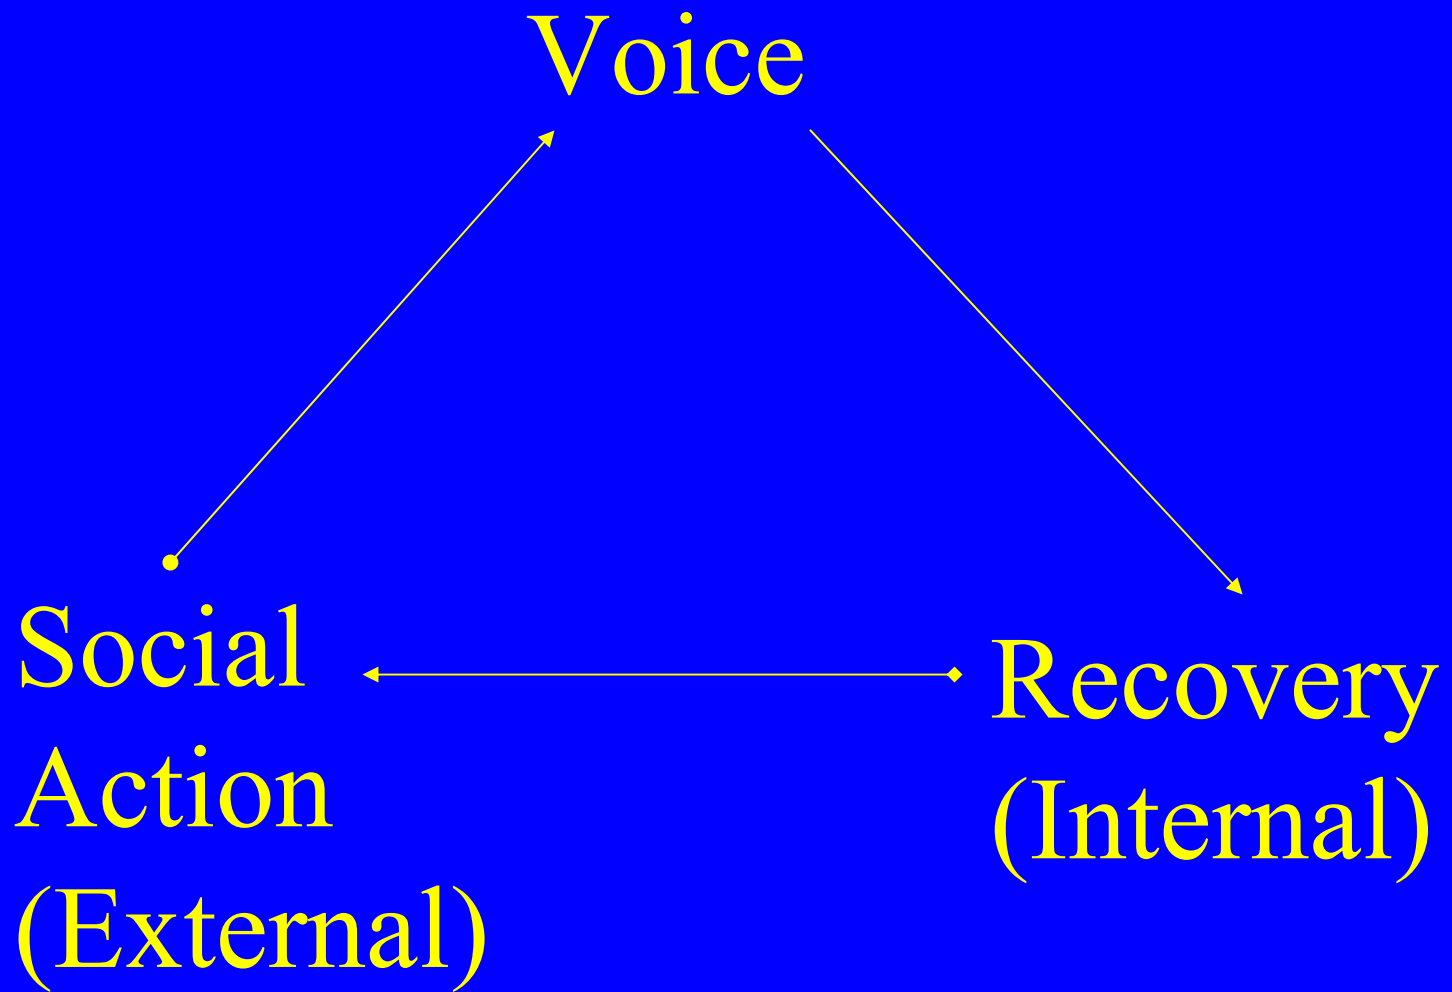 Voice
Social
Action
(External)
Recovery
(Internal)